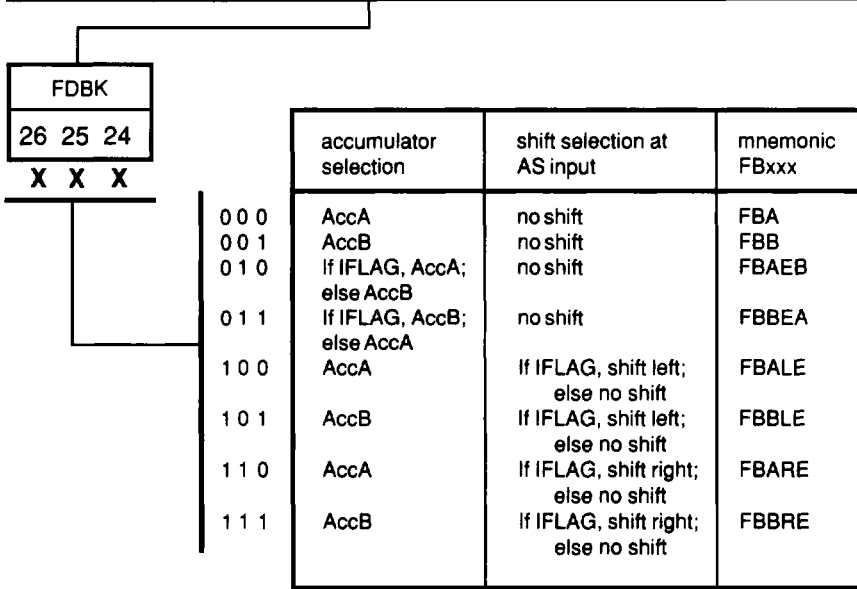 FDBK
26 25 24
X X X
accumulator selection
shift selection at AS input
mnemonic FBxxx
0 0 0 AccA no shift FBA
0 0 1 AccB no shift FBB
0 1 0 If IFLAG, AccA; no shift FBAEB
else AccB
0 1 1 If IFLAG, AccB; no shift FBBEA
else AccA
1 0 0 AccA If IFLAG, shift left; FBALE
else no shift
1 0 1 AccB If IFLAG, shift left; FBBLE
else no shift
1 1 0 AccA If IFLAG, shift right; FBARE
else no shift
1 1 1 AccB If IFLAG, shift right; FBBRE
else no shift